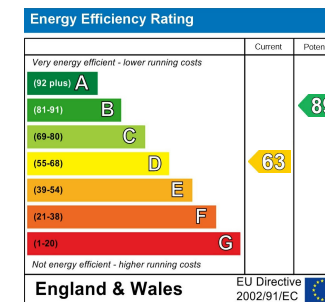 Energy Efficiency Rating
Current
Very energy efficient - lower running costs
(92 plus) A
(81-91) B
(69-80) C
(55-68) D
63
(39-54) E
(21-38) F
(1-20) G
Not energy efficient - higher running costs
England & Wales
EU Directive
2002/91/EC